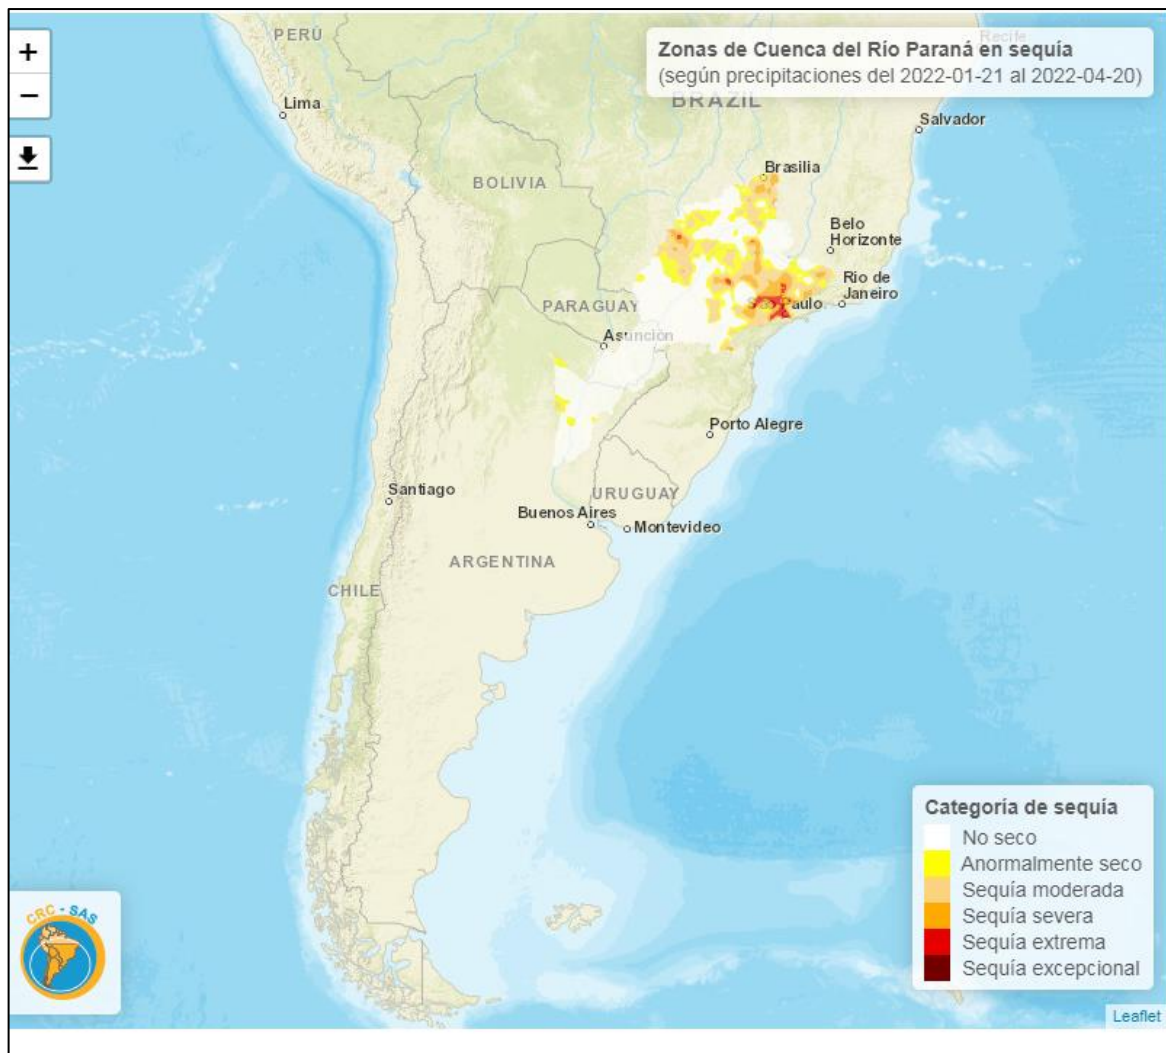 +
−
PERÚ
Recife
Zonas de Cuenca del Río Paraná en sequía
(según precipitaciones del 2022-01-21 al 2022-04-20)
BRAZIL
Lima
Salvador
BOLIVIA
Brasilia
Belo
Horizonte
Rio de
Janeiro
São Paulo
PARAGUAY
Asunción
Porto Alegre
Santiago
URUGUAY
Buenos Aires
Montevideo
ARGENTINA
CHILE
Categoría de sequía
No seco
Anormalmente seco
Sequía moderada
Sequía severa
Sequía extrema
Sequía excepcional
CRC - SAS
Leaflet